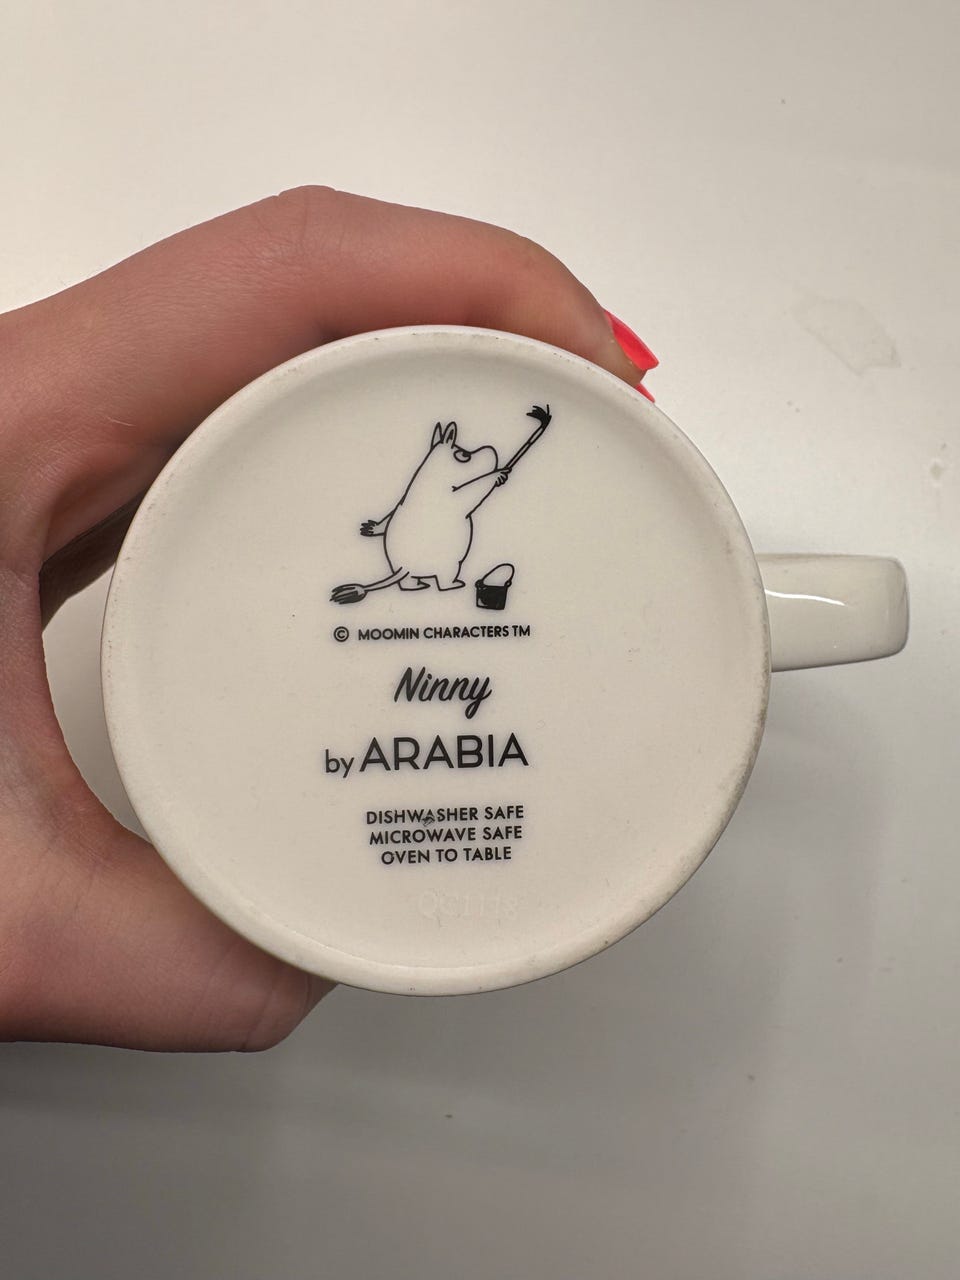 © MOOMIN CHARACTERS TM
Ninny
by ARABIA
DISHWASHER SAFE
MICROWAVE SAFE
OVEN TO TABLE